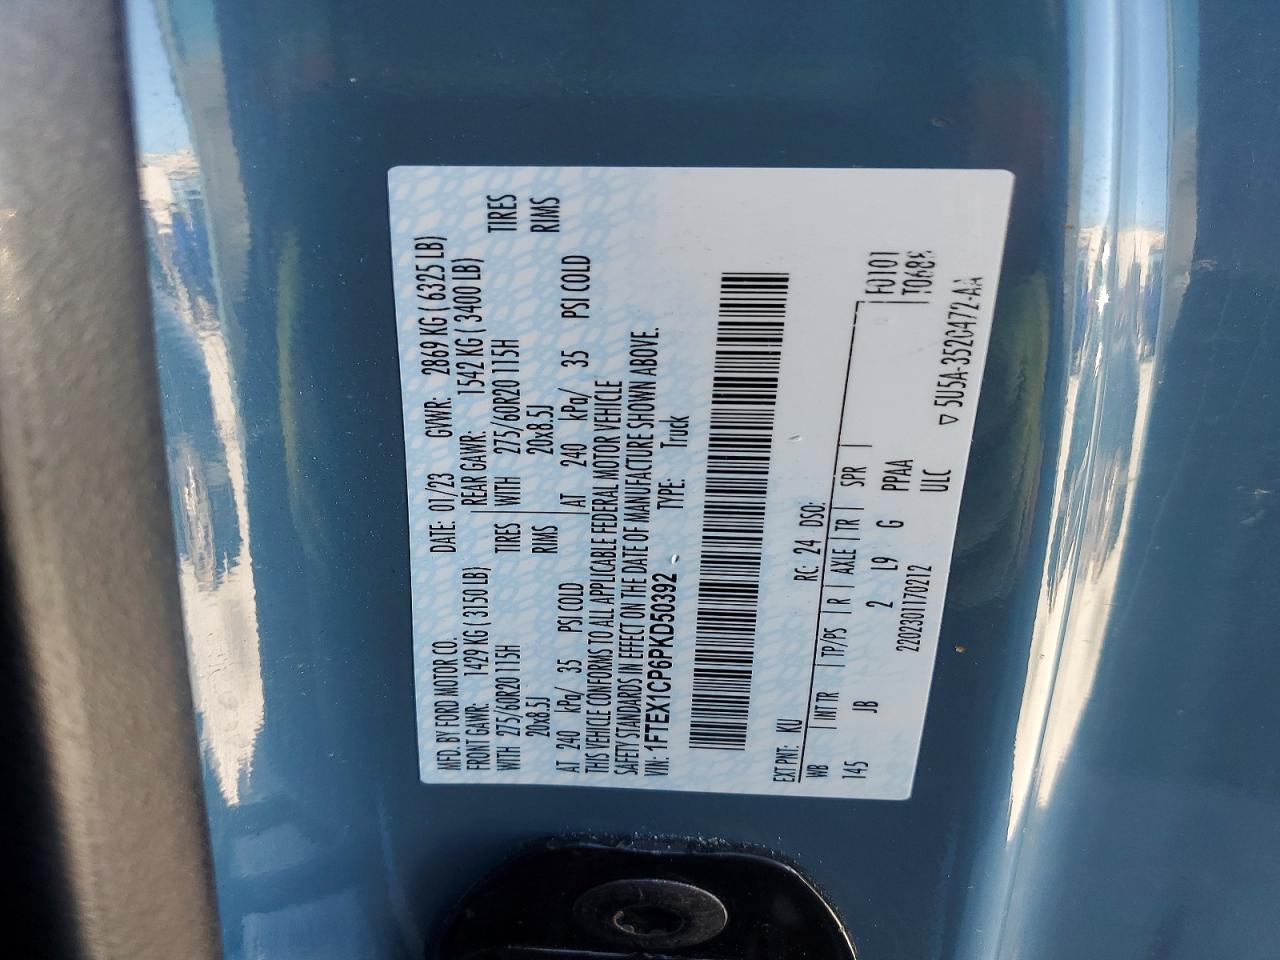 MFD. BY FORD MOTOR CO. DATE: 01/23 GVWR: 2869 KG ( 6325 LB)
FRONT GAWR: 1429 KG ( 3150 LB) REAR GAWR: 1542 KG ( 3400 LB)
WITH 275/60R20 115H TIRES WITH 275/60R20 115H TIRES
20x8.5J RIMS 20x8.5J RIMS
AT 240 kPa/ 35 PSI COLD AT 240 kPa/ 35 PSI COLD
THIS VEHICLE CONFORMS TO ALL APPLICABLE FEDERAL MOTOR VEHICLE
SAFETY STANDARDS IN EFFECT ON THE DATE OF MANUFACTURE SHOWN ABOVE.
VIN: 1FTEX1CP6PKD50392 TYPE: Truck
EXT PNT: KU RC: 24 DSO:
WB INT TR TP/PS R AXLE TR SPR F0101
145 JB 2 L9 G PPAA
220230170212 ULC
▽ 5U5A-3520472-AA